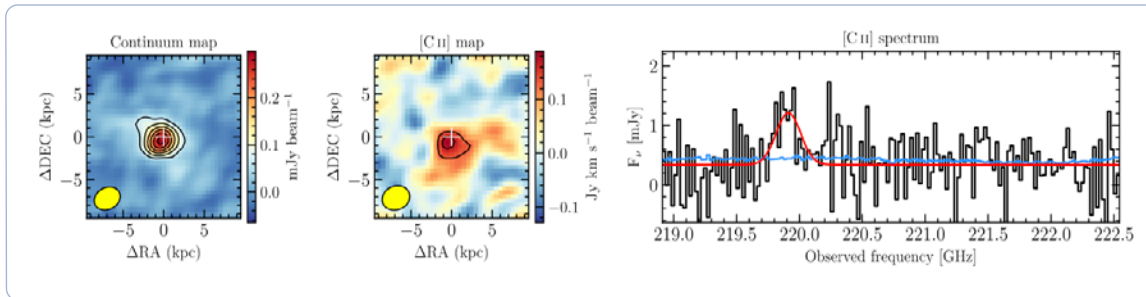 Continuum map
5
0
−5
ΔDEC (kpc)
−5 0 5
ΔRA (kpc)
0.2
0.1
0.0
mJy beam⁻¹
[C II] map
5
0
−5
ΔDEC (kpc)
−5 0 5
ΔRA (kpc)
0.1
0.0
−0.1
Jy km s⁻¹ beam⁻¹
[C II] spectrum
2
1
0
Fν [mJy]
219.0 219.5 220.0 220.5 221.0 221.5 222.0 222.5
Observed frequency [GHz]